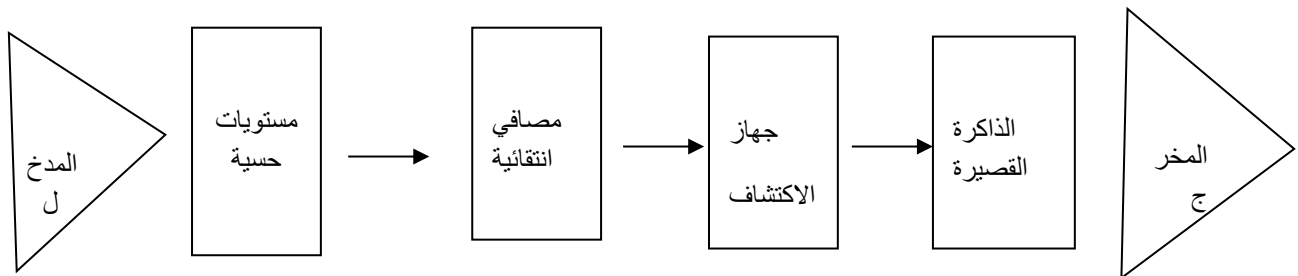 المدخ
ل
مستويات
حسية
مصافي
انتقائية
جهاز
الاكتشاف
الذاكرة
القصيرة
المخر
ج